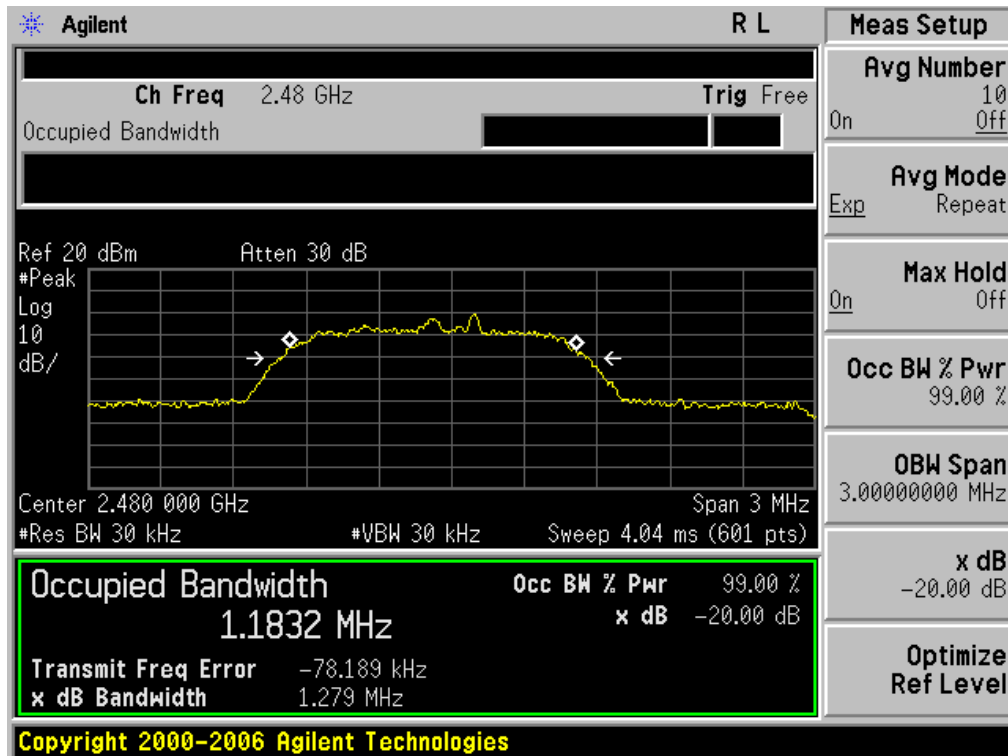 Agilent R L
Ch Freq 2.48 GHz Trig Free
Occupied Bandwidth
Ref 20 dBm Atten 30 dB
#Peak
Log
10
dB/
Center 2.480 000 GHz Span 3 MHz
#Res BW 30 kHz #VBW 30 kHz Sweep 4.04 ms (601 pts)
Occupied Bandwidth
1.1832 MHz
Occ BW % Pwr 99.00 %
x dB -20.00 dB
Transmit Freq Error -78.189 kHz
x dB Bandwidth 1.279 MHz
Meas Setup
Avg Number
10
On Off
Avg Mode
Exp Repeat
Max Hold
On Off
Occ BW % Pwr
99.00 %
OBW Span
3.00000000 MHz
x dB
-20.00 dB
Optimize
Ref Level
Copyright 2000-2006 Agilent Technologies